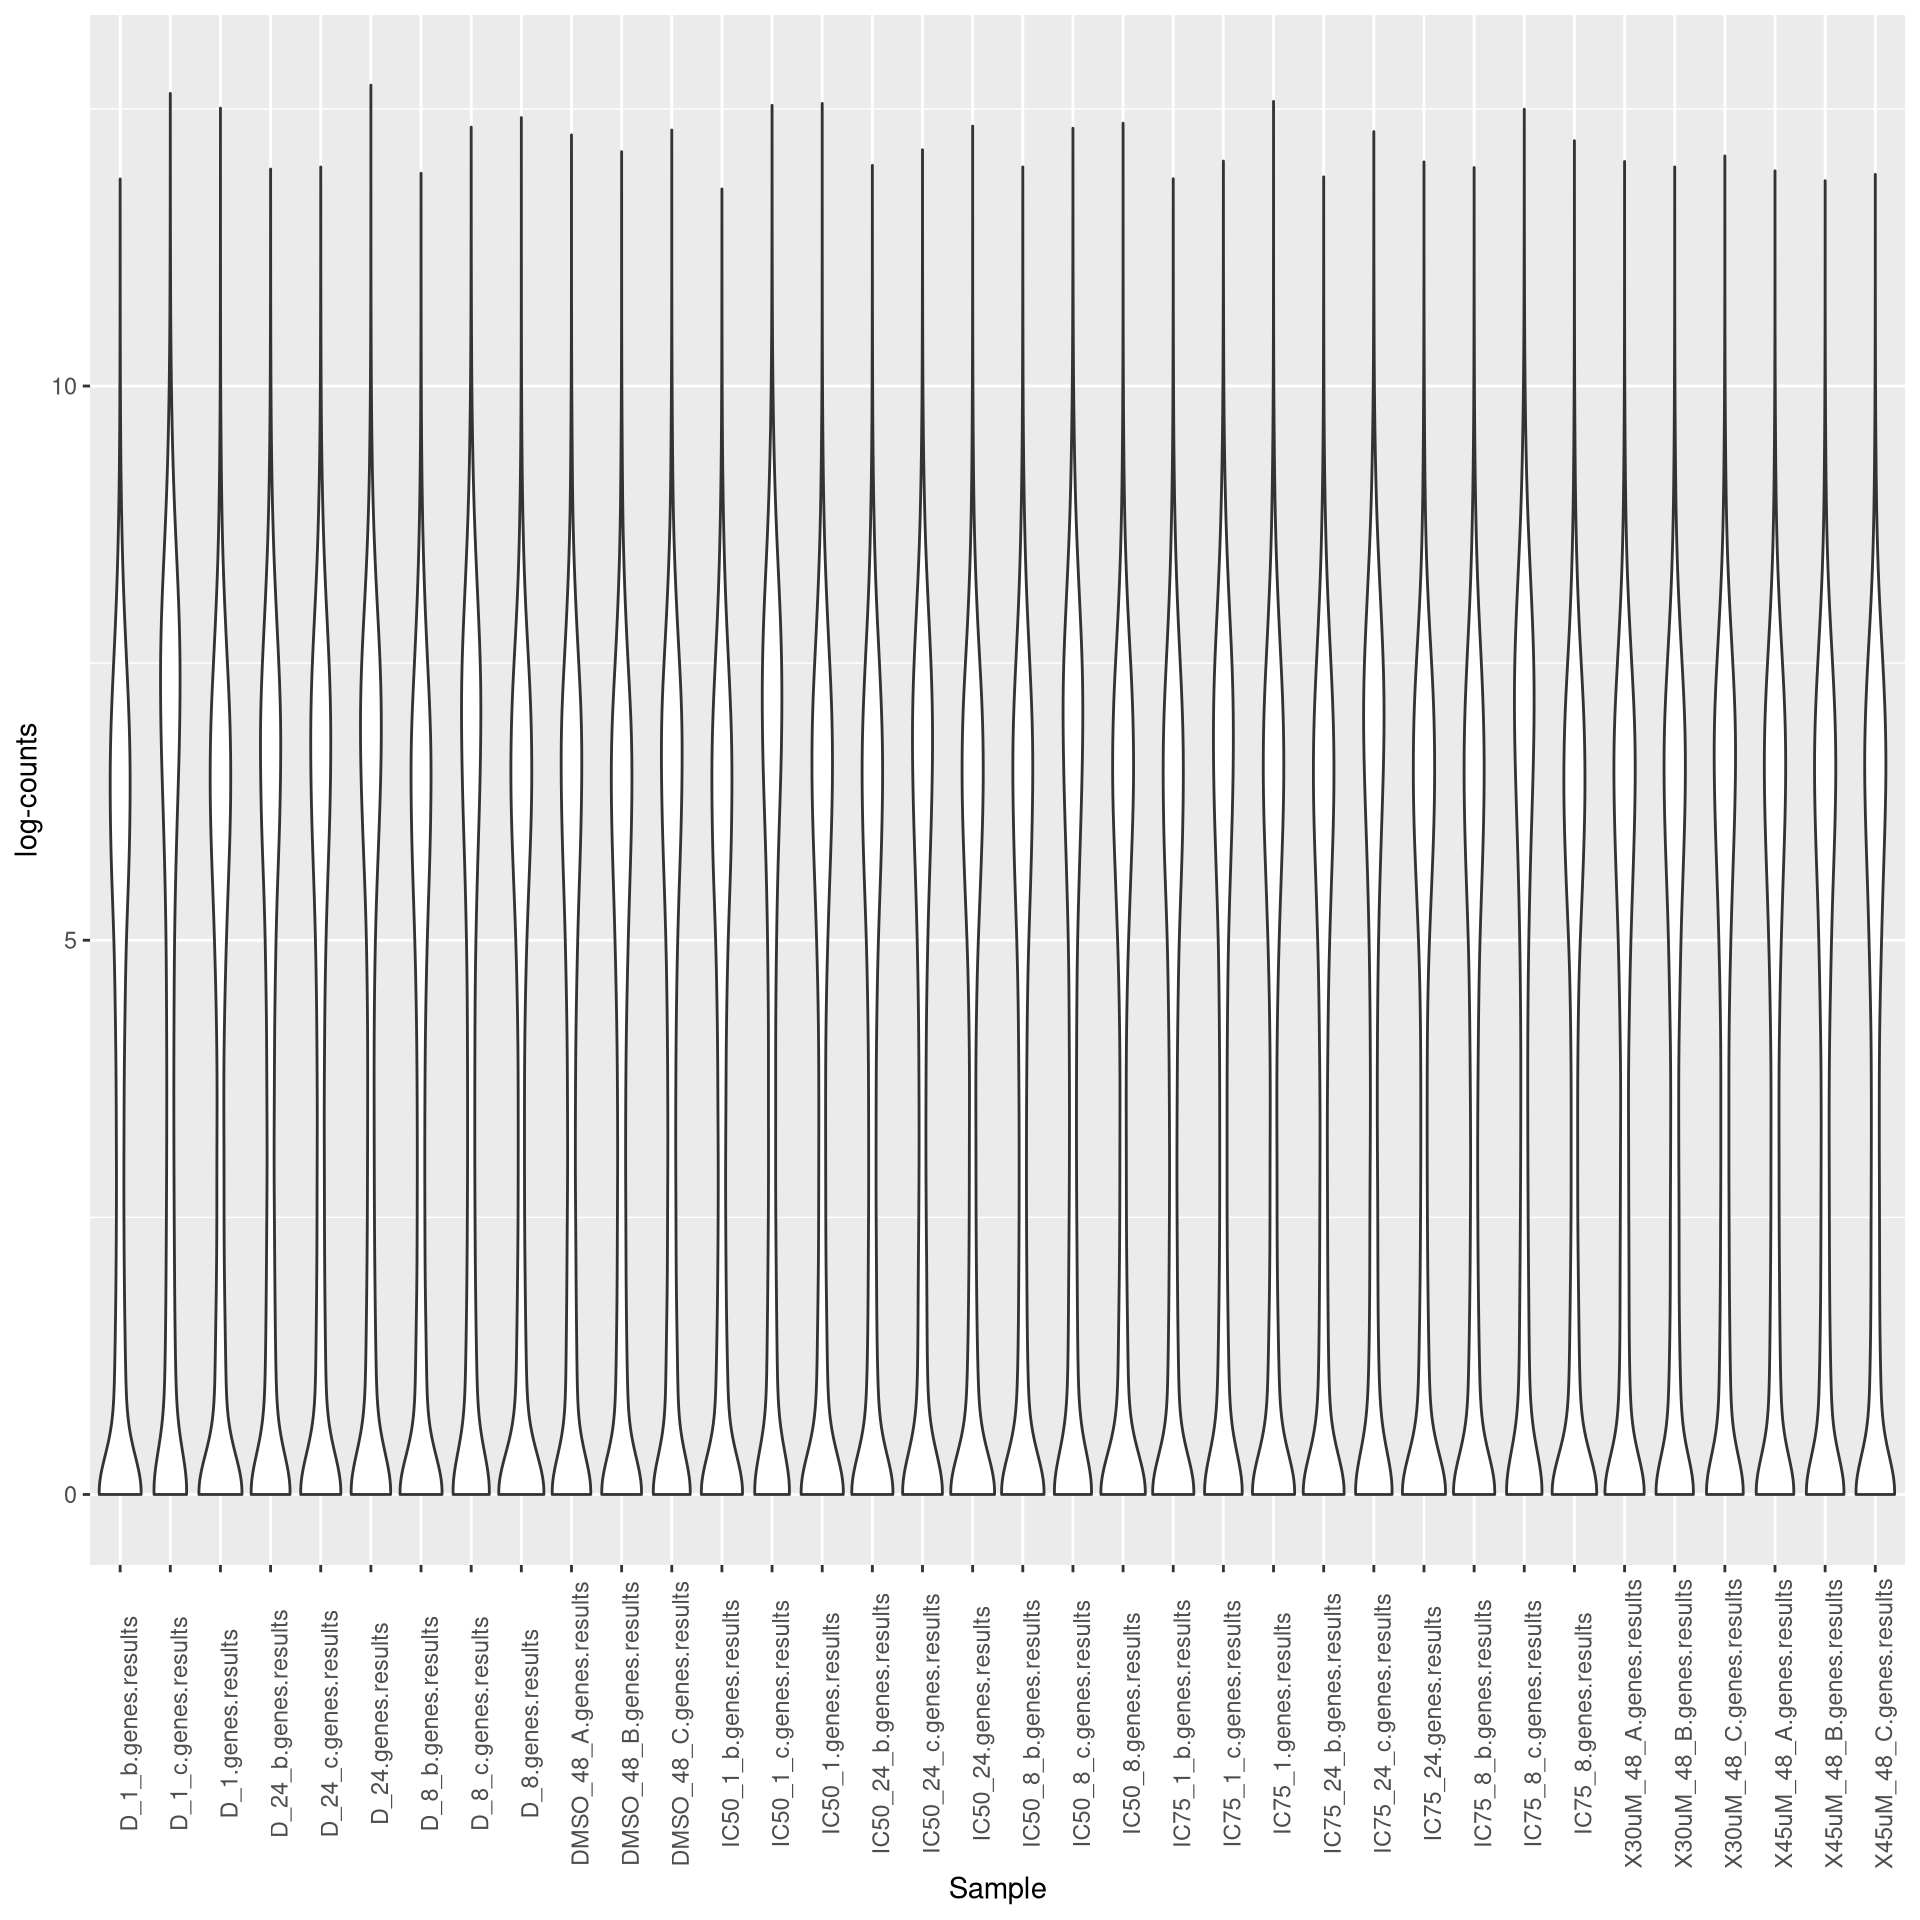 10
5
0
log-counts
D_1_b.genes.results
D_1_c.genes.results
D_1.genes.results
D_24_b.genes.results
D_24_c.genes.results
D_24.genes.results
D_8_b.genes.results
D_8_c.genes.results
D_8.genes.results
DMSO_48_A.genes.results
DMSO_48_B.genes.results
DMSO_48_C.genes.results
IC50_1_b.genes.results
IC50_1_c.genes.results
IC50_1.genes.results
IC50_24_b.genes.results
IC50_24_c.genes.results
IC50_24.genes.results
IC50_8_b.genes.results
IC50_8_c.genes.results
IC50_8.genes.results
IC75_1_b.genes.results
IC75_1_c.genes.results
IC75_1.genes.results
IC75_24_b.genes.results
IC75_24_c.genes.results
IC75_24.genes.results
IC75_8_b.genes.results
IC75_8_c.genes.results
IC75_8.genes.results
X30uM_48_A.genes.results
X30uM_48_B.genes.results
X30uM_48_C.genes.results
X45uM_48_A.genes.results
X45uM_48_B.genes.results
X45uM_48_C.genes.results
Sample